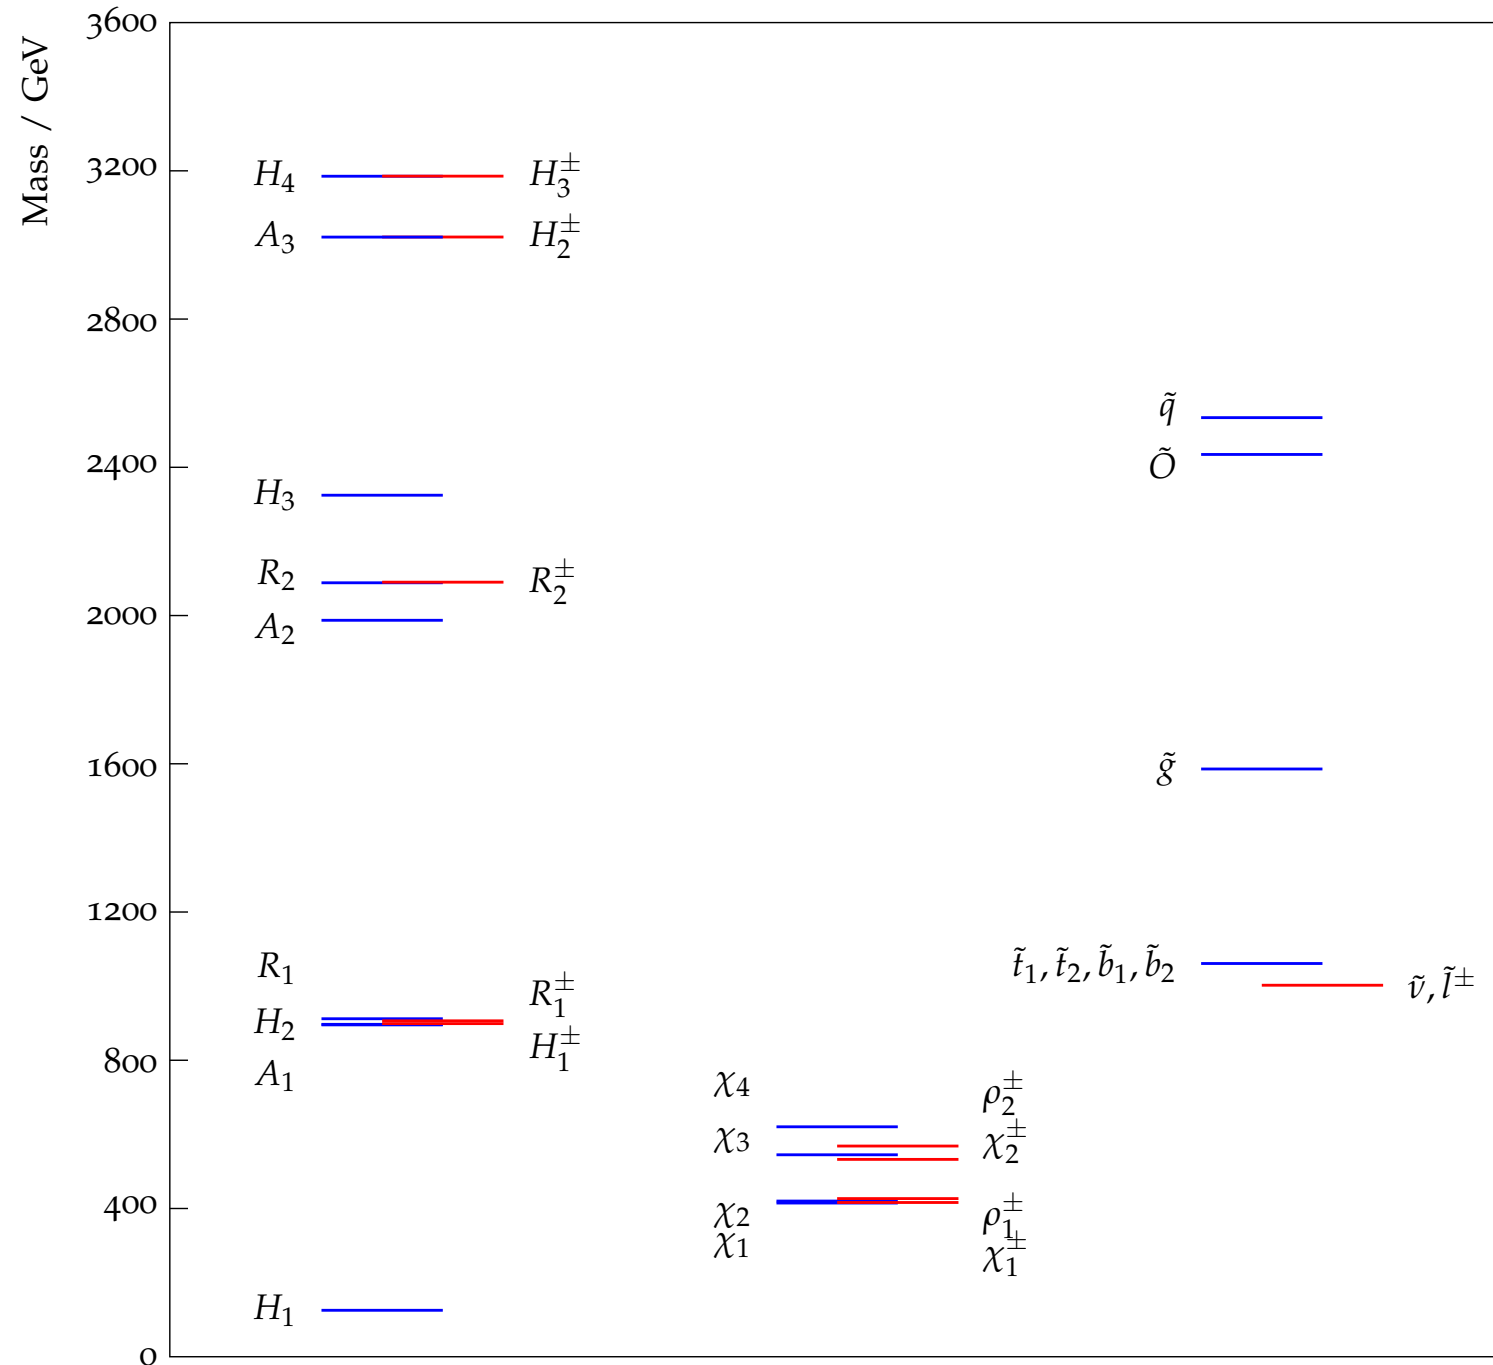 3600
Mass / GeV
3200
H₄
H₃±
A₃
H₂±
2800
q̃
2400
Õ
H₃
R₂
R₂±
2000
A₂
1600
g̃
1200
R₁
t̃₁, t̃₂, b̃₁, b̃₂
ν̃, l̃±
R₁±
H₂
H₁±
800
A₁
χ₄
ρ₂±
χ₃
χ₂±
400
χ₂
ρ₁±
χ₁
χ₁±
H₁
0